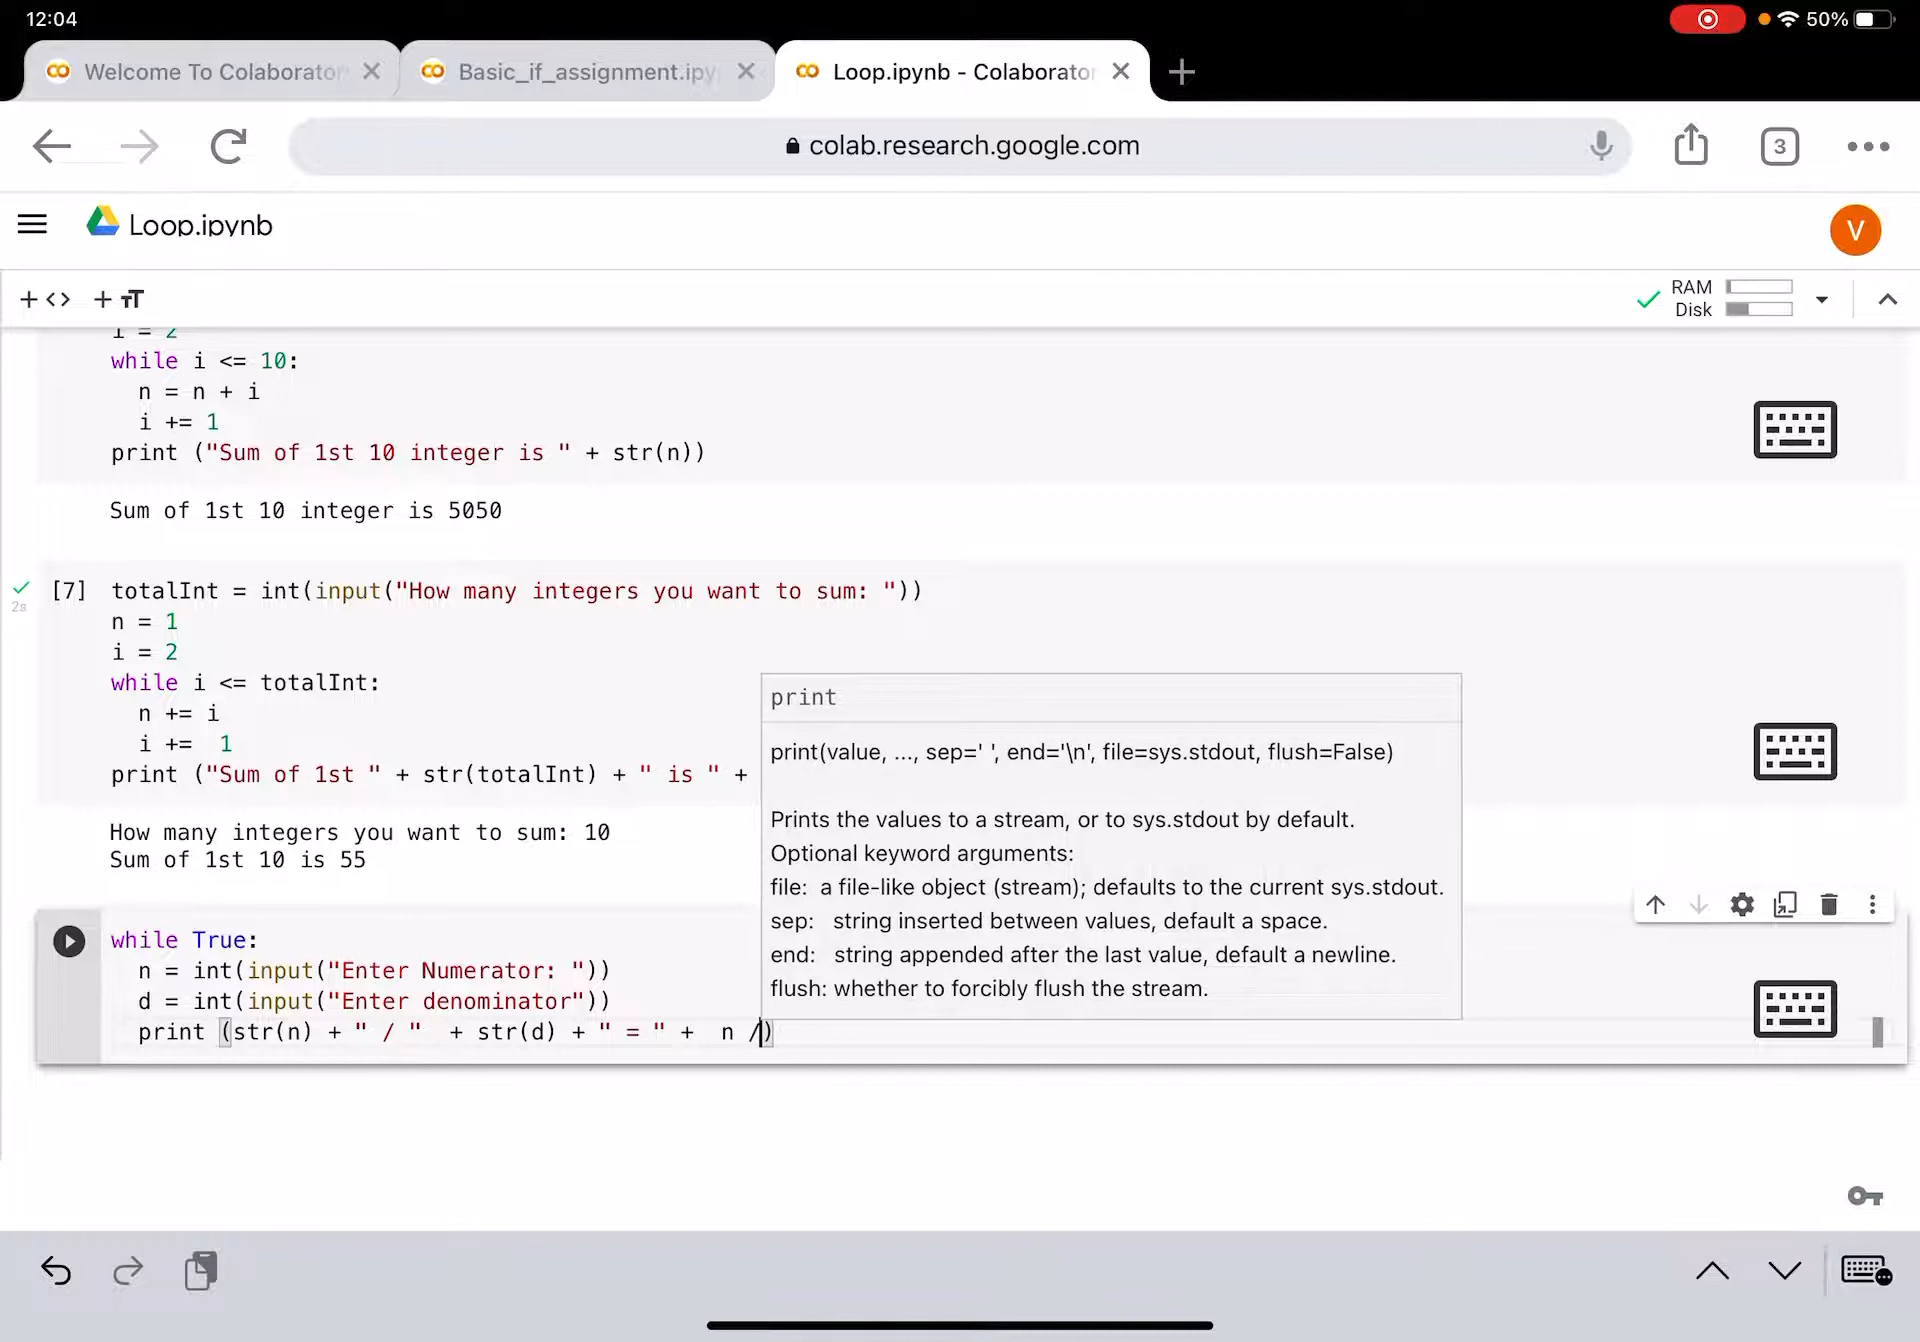 12:04
50%
Welcome To Colaborator
Basic_if_assignment.ipy
Loop.ipynb - Colaborator
colab.research.google.com
3
Loop.ipynb
V
RAM
Disk
i = 2
while i <= 10:
n = n + i
i += 1
print ("Sum of 1st 10 integer is " + str(n))
Sum of 1st 10 integer is 5050
2s
[7] totalInt = int(input("How many integers you want to sum: "))
n = 1
i = 2
while i <= totalInt:
n += i
i +=  1
print ("Sum of 1st " + str(totalInt) + " is " +
How many integers you want to sum: 10
Sum of 1st 10 is 55
print
print(value, ..., sep=' ', end='\n', file=sys.stdout, flush=False)
Prints the values to a stream, or to sys.stdout by default.
Optional keyword arguments:
file:  a file-like object (stream); defaults to the current sys.stdout.
sep:   string inserted between values, default a space.
end:   string appended after the last value, default a newline.
flush: whether to forcibly flush the stream.
while True:
n = int(input("Enter Numerator: "))
d = int(input("Enter denominator"))
print (str(n) + " / "  + str(d) + " = " +  n /)